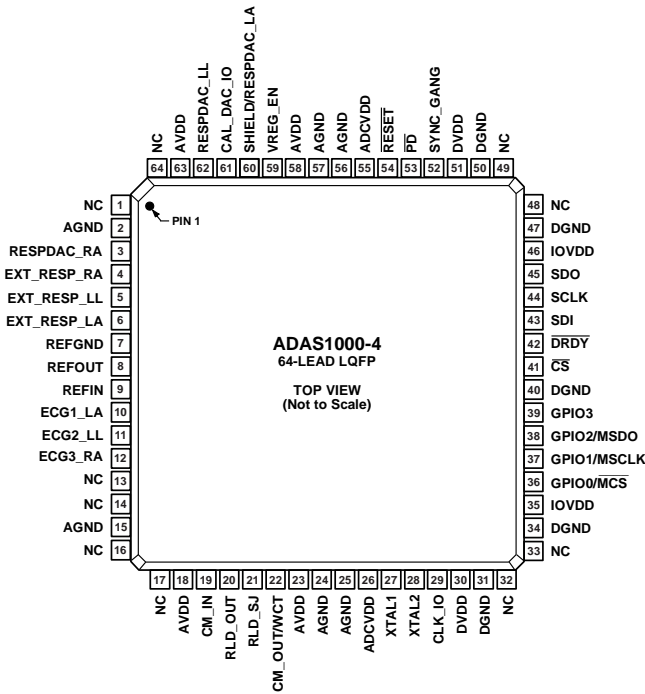 NC
AVDD
RESPDAC_LL
CAL_DAC_IO
SHIELD/RESPDAC_LA
VREG_EN
AVDD
AGND
AGND
ADCVDD
RESET
PD
SYNC_GANG
DVDD
DGND
NC
64 63 62 61 60 59 58 57 56 55 54 53 52 51 50 49
NC 1
AGND 2
RESPDAC_RA 3
EXT_RESP_RA 4
EXT_RESP_LL 5
EXT_RESP_LA 6
REFGND 7
REFOUT 8
REFIN 9
ECG1_LA 10
ECG2_LL 11
ECG3_RA 12
NC 13
NC 14
AGND 15
NC 16
PIN 1
ADAS1000-4
64-LEAD LQFP
TOP VIEW
(Not to Scale)
48 NC
47 DGND
46 IOVDD
45 SDO
44 SCLK
43 SDI
42 DRDY
41 CS
40 DGND
39 GPIO3
38 GPIO2/MSDO
37 GPIO1/MSCLK
36 GPIO0/MCS
35 IOVDD
34 DGND
33 NC
17 18 19 20 21 22 23 24 25 26 27 28 29 30 31 32
NC
AVDD
CM_IN
RLD_OUT
RLD_SJ
CM_OUT/WCT
AVDD
AGND
AGND
ADCVDD
XTAL1
XTAL2
CLK_IO
DVDD
DGND
NC